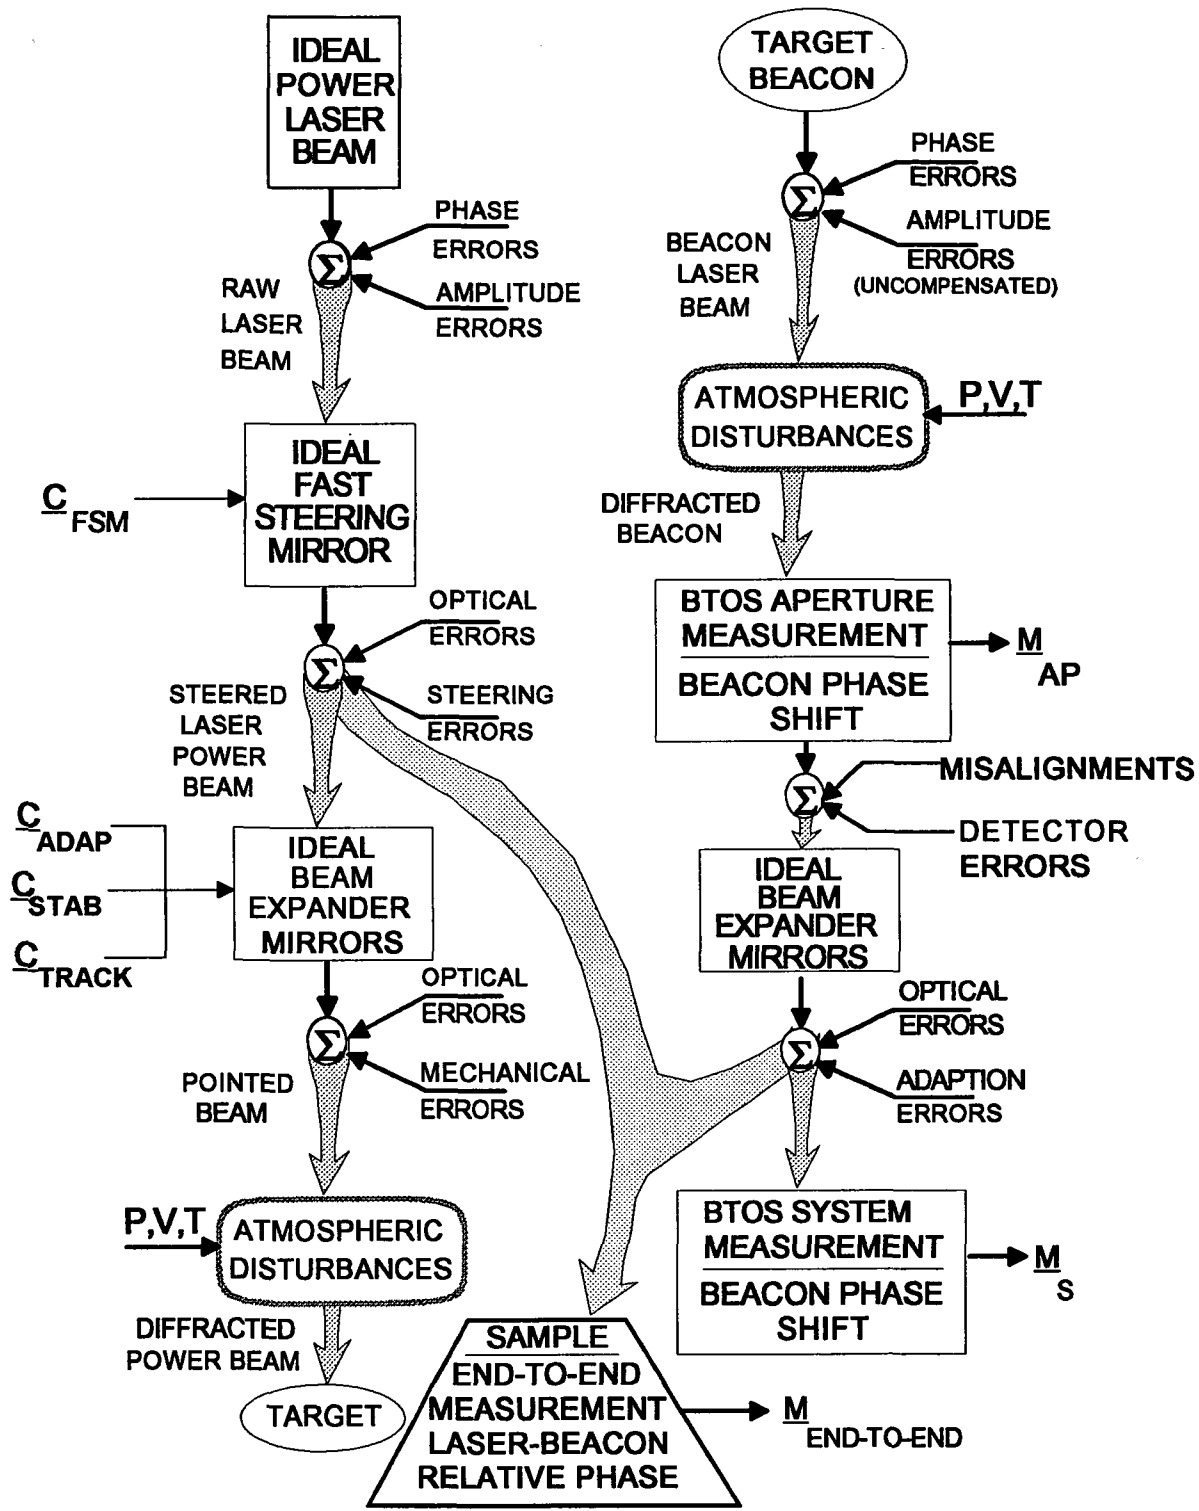 IDEAL
POWER
LASER
BEAM
Σ
PHASE
ERRORS
AMPLITUDE
ERRORS
RAW
LASER
BEAM
IDEAL
FAST
STEERING
MIRROR
C FSM
Σ
OPTICAL
ERRORS
STEERING
ERRORS
STEERED
LASER
POWER
BEAM
C ADAP
C STAB
C TRACK
IDEAL
BEAM
EXPANDER
MIRRORS
Σ
OPTICAL
ERRORS
MECHANICAL
ERRORS
POINTED
BEAM
P,V,T
ATMOSPHERIC
DISTURBANCES
DIFFRACTED
POWER BEAM
TARGET
TARGET
BEACON
Σ
PHASE
ERRORS
AMPLITUDE
ERRORS
(UNCOMPENSATED)
BEACON
LASER
BEAM
ATMOSPHERIC
DISTURBANCES
P,V,T
DIFFRACTED
BEACON
BTOS APERTURE
MEASUREMENT
BEACON PHASE
SHIFT
M AP
Σ
MISALIGNMENTS
DETECTOR
ERRORS
IDEAL
BEAM
EXPANDER
MIRRORS
Σ
OPTICAL
ERRORS
ADAPTION
ERRORS
BTOS SYSTEM
MEASUREMENT
BEACON PHASE
SHIFT
M S
SAMPLE
END-TO-END
MEASUREMENT
LASER-BEACON
RELATIVE PHASE
M END-TO-END